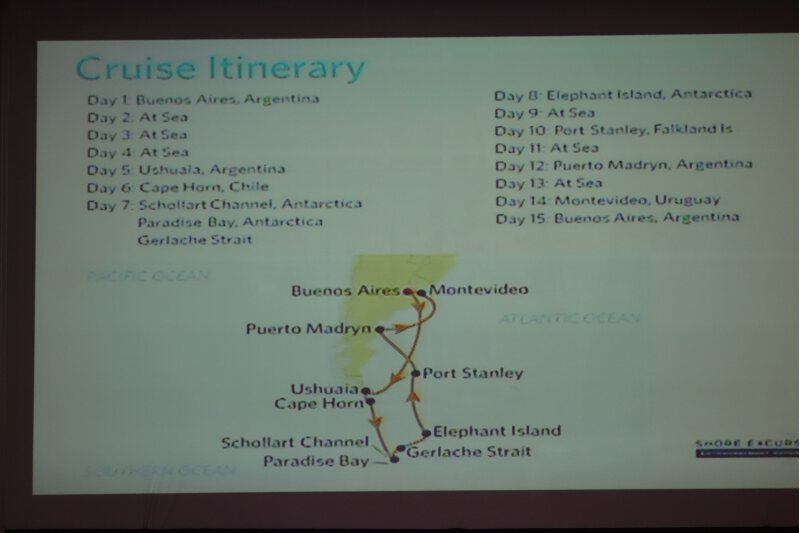 Cruise Itinerary
Day 1: Buenos Aires, Argentina
Day 2: At Sea
Day 3: At Sea
Day 4: At Sea
Day 5: Ushuaia, Argentina
Day 6: Cape Horn, Chile
Day 7: Schollart Channel, Antarctica
Paradise Bay, Antarctica
Gerlache Strait
Day 8: Elephant Island, Antarctica
Day 9: At Sea
Day 10: Port Stanley, Falkland Is
Day 11: At Sea
Day 12: Puerto Madryn, Argentina
Day 13: At Sea
Day 14: Montevideo, Uruguay
Day 15: Buenos Aires, Argentina
PACIFIC OCEAN
Buenos Aires
Montevideo
ATLANTIC OCEAN
Puerto Madryn
Port Stanley
Ushuaia
Cape Horn
Elephant Island
Schollart Channel
Gerlache Strait
Paradise Bay
SOUTHERN OCEAN
SHORE EXCURS